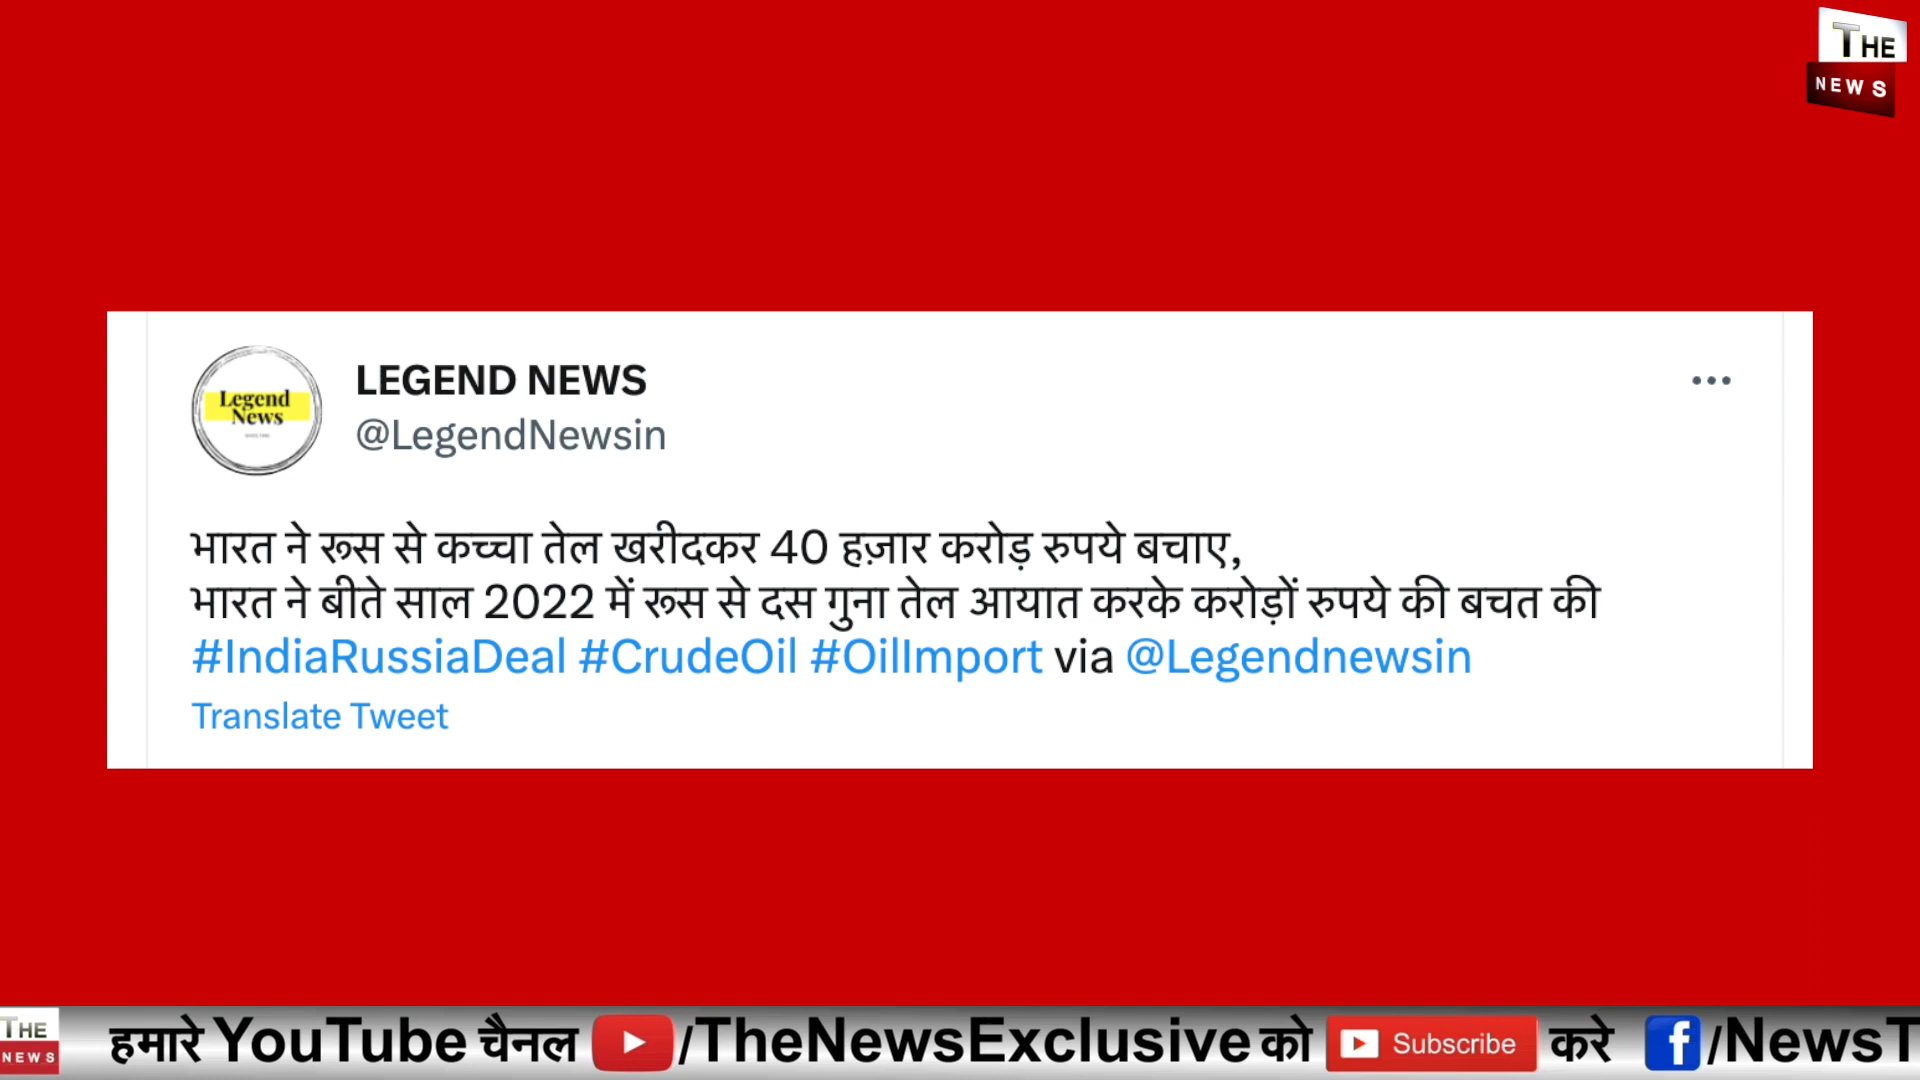 THE
NEWS
Legend
News
LEGEND NEWS
@LegendNewsin
भारत ने रूस से कच्चा तेल खरीदकर 40 हज़ार करोड़ रुपये बचाए,
भारत ने बीते साल 2022 में रूस से दस गुना तेल आयात करके करोड़ों रुपये की बचत की
#IndiaRussiaDeal #CrudeOil #OilImport via @Legendnewsin
Translate Tweet
THE
NEWS
हमारे YouTube चैनल /TheNewsExclusive को Subscribe करे f /NewsT